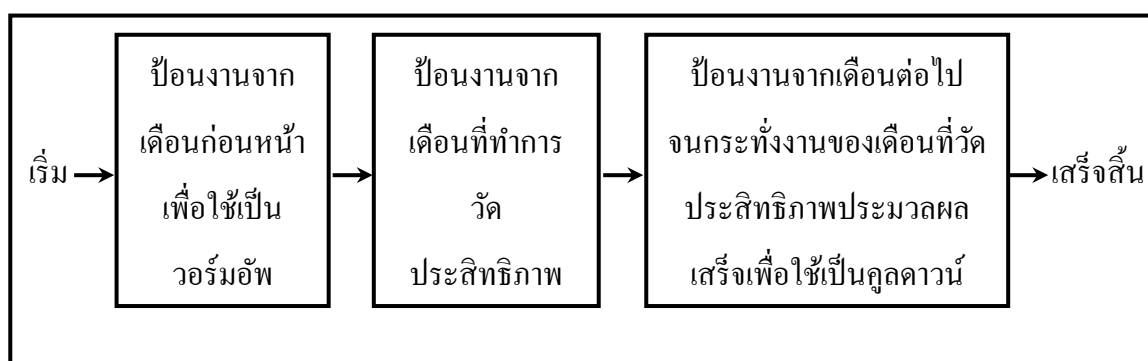 เริ่ม
ป้อนงานจาก
เดือนก่อนหน้า
เพื่อใช้เป็น
วอร์มอัพ
ป้อนงานจาก
เดือนที่ทำการ
วัด
ประสิทธิภาพ
ป้อนงานจากเดือนต่อไป
จนกระทั่งงานของเดือนที่วัด
ประสิทธิภาพประมวลผล
เสร็จเพื่อใช้เป็นคูลดาวน์
เสร็จสิ้น